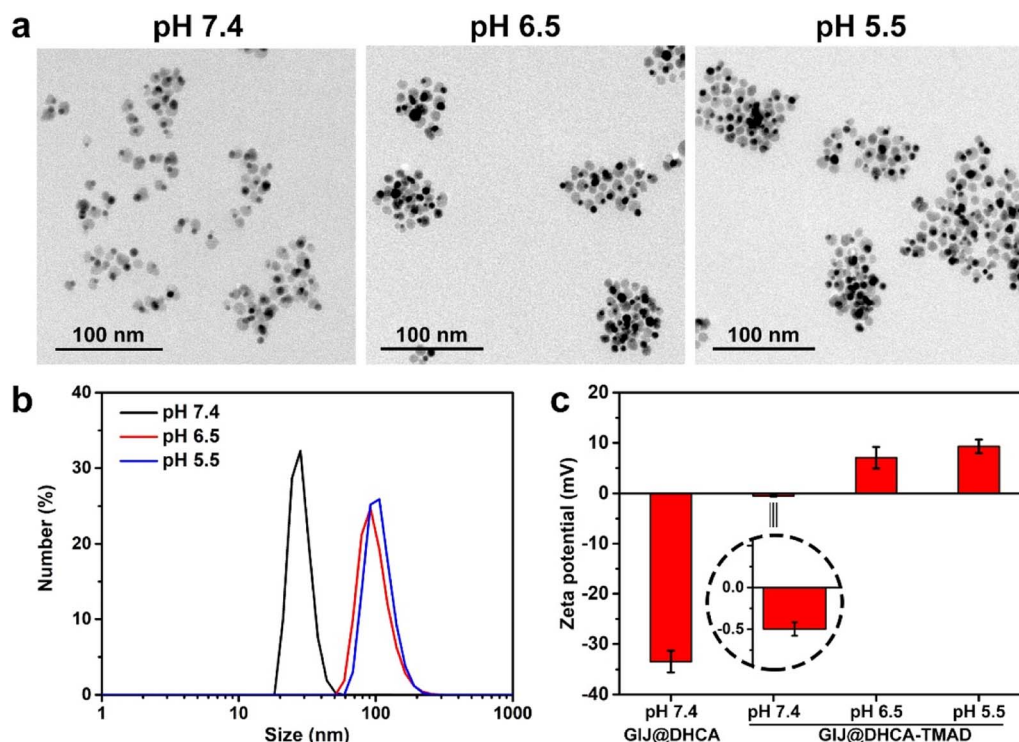 a
pH 7.4
pH 6.5
pH 5.5
100 nm
100 nm
100 nm
b
Number (%)
40
30
20
10
0
pH 7.4
pH 6.5
pH 5.5
1
10
100
1000
Size (nm)
c
Zeta potential (mV)
20
10
0
-10
-20
-30
-40
0.0
-0.5
pH 7.4
pH 7.4
pH 6.5
pH 5.5
GIJ@DHCA
GIJ@DHCA-TMAD